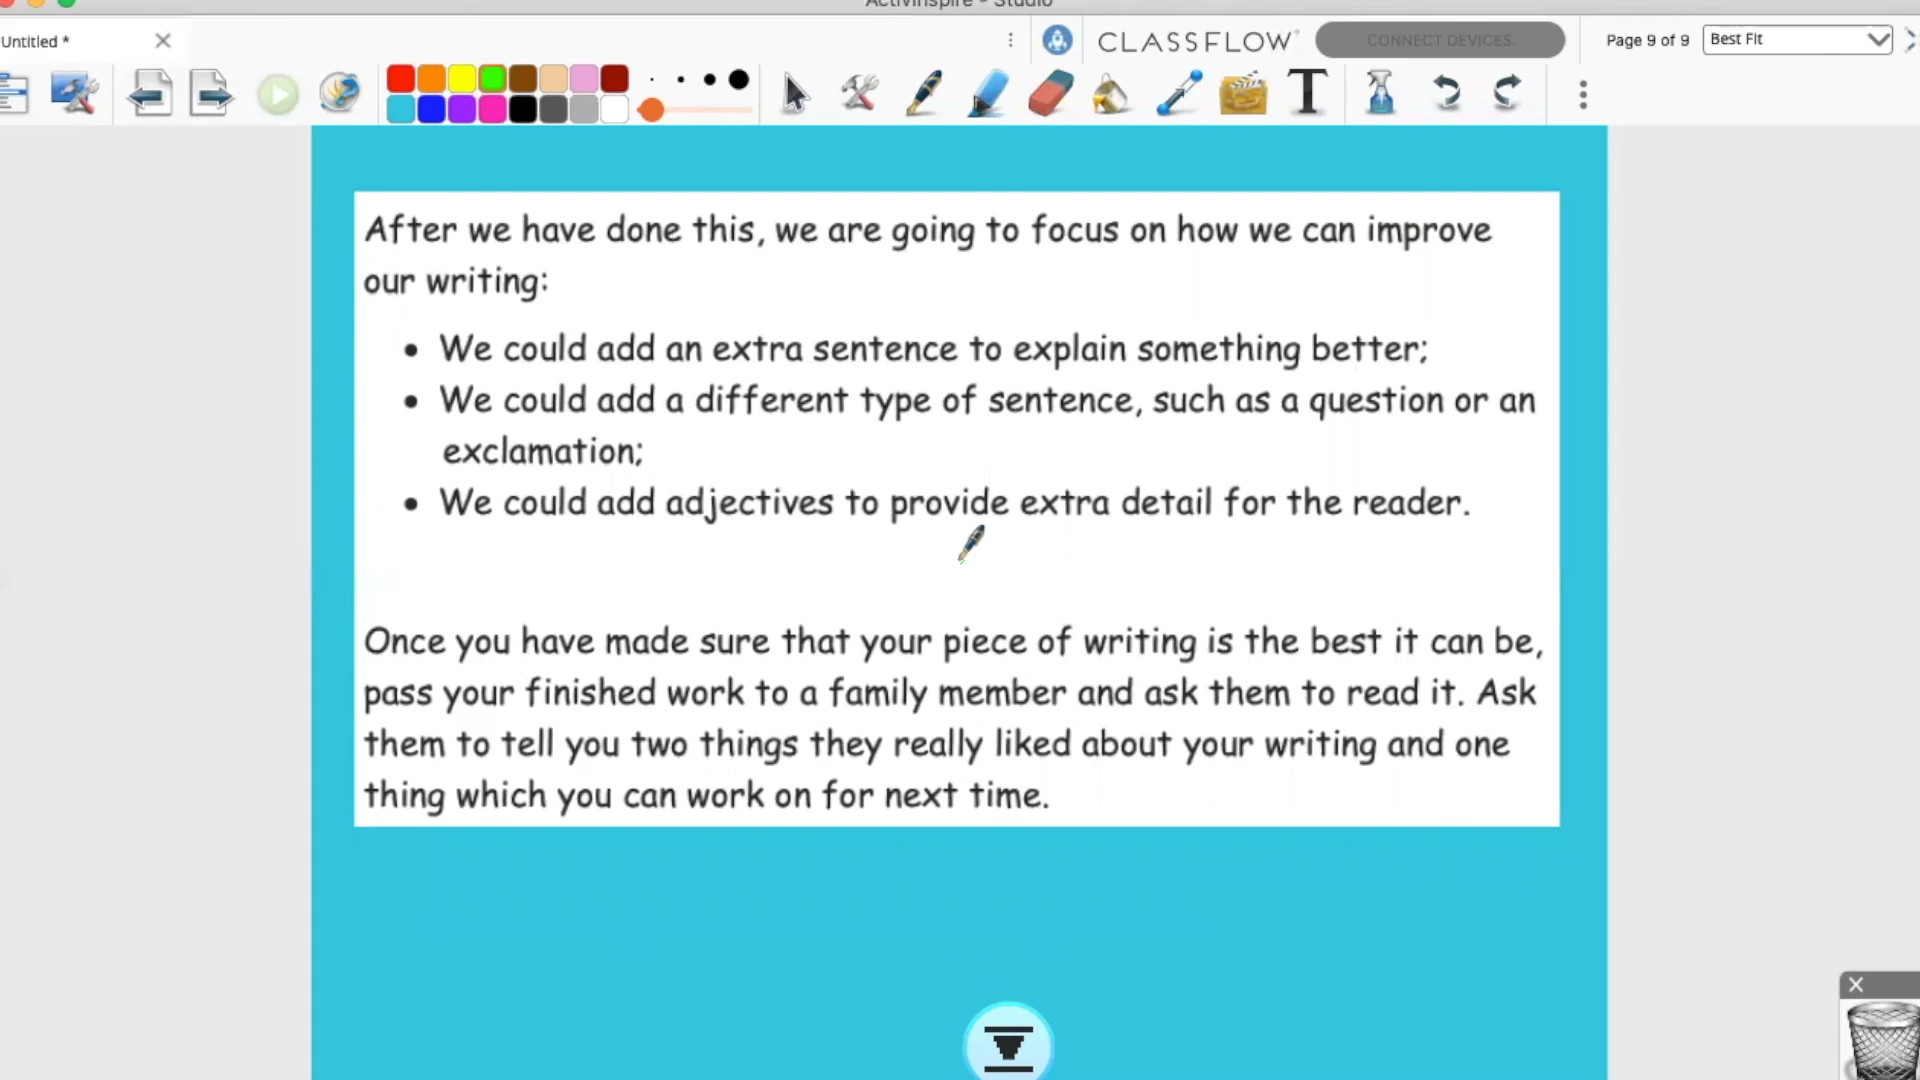 ActivInspire - Studio
Untitled *
CLASSFLOW
CONNECT DEVICES
Page 9 of 9
Best Fit
T
After we have done this, we are going to focus on how we can improve
our writing:
• We could add an extra sentence to explain something better;
• We could add a different type of sentence, such as a question or an
exclamation;
• We could add adjectives to provide extra detail for the reader.
Once you have made sure that your piece of writing is the best it can be,
pass your finished work to a family member and ask them to read it. Ask
them to tell you two things they really liked about your writing and one
thing which you can work on for next time.